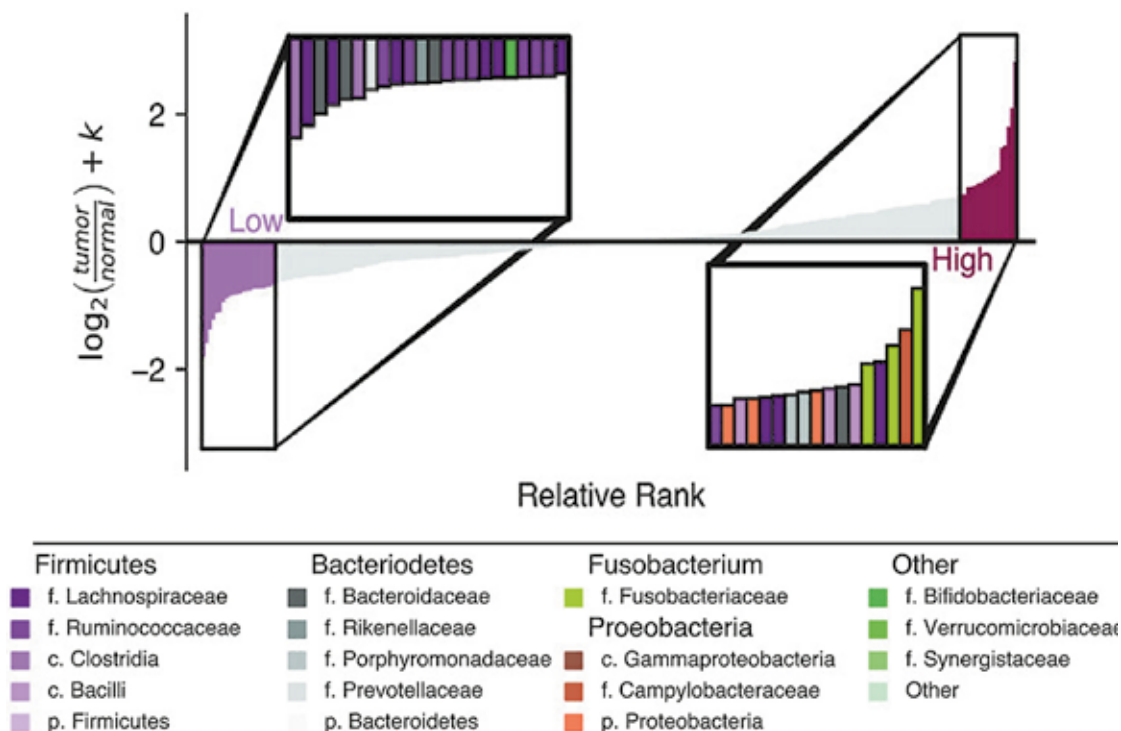 2
Low
log₂(tumor/normal) + k
0
High
−2
Relative Rank
Firmicutes Bacteriodetes Fusobacterium Other
f. Lachnospiraceae f. Bacteroidaceae f. Fusobacteriaceae f. Bifidobacteriaceae
f. Ruminococcaceae f. Rikenellaceae Proeobacteria f. Verrucomicrobiaceae
c. Clostridia f. Porphyromonadaceae c. Gammaproteobacteria f. Synergistaceae
c. Bacilli f. Prevotellaceae f. Campylobacteraceae Other
p. Firmicutes p. Bacteroidetes p. Proteobacteria